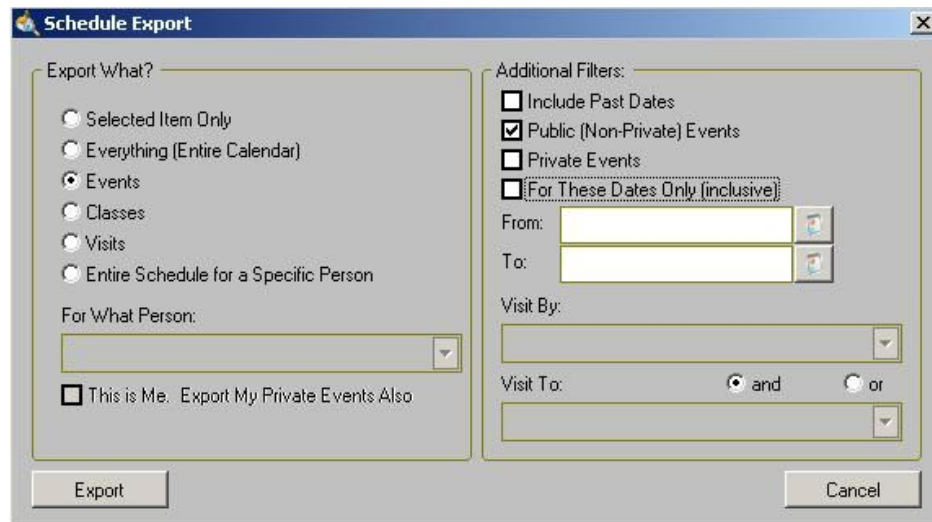 Schedule Export
Export What?
Selected Item Only
Everything (Entire Calendar)
Events
Classes
Visits
Entire Schedule for a Specific Person
For What Person:
This is Me. Export My Private Events Also
Additional Filters:
Include Past Dates
Public (Non-Private) Events
Private Events
For These Dates Only (inclusive)
From:
To:
Visit By:
Visit To: and or
Export
Cancel